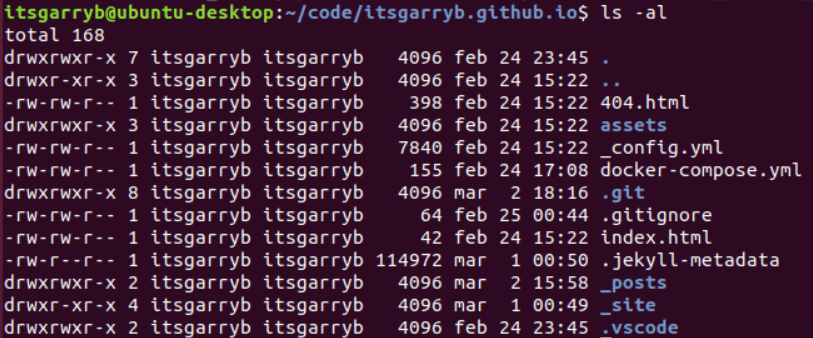 itsgarryb@ubuntu-desktop:~/code/itsgarryb.github.io$ ls -al
total 168
drwxrwxr-x 7 itsgarryb itsgarryb   4096 feb 24 23:45 .
drwxr-xr-x 3 itsgarryb itsgarryb   4096 feb 24 15:22 ..
-rw-rw-r-- 1 itsgarryb itsgarryb    398 feb 24 15:22 404.html
drwxrwxr-x 3 itsgarryb itsgarryb   4096 feb 24 15:22 assets
-rw-rw-r-- 1 itsgarryb itsgarryb   7840 feb 24 15:22 _config.yml
-rw-rw-r-- 1 itsgarryb itsgarryb    155 feb 24 17:08 docker-compose.yml
drwxrwxr-x 8 itsgarryb itsgarryb   4096 mar  2 18:16 .git
-rw-rw-r-- 1 itsgarryb itsgarryb     64 feb 25 00:44 .gitignore
-rw-rw-r-- 1 itsgarryb itsgarryb     42 feb 24 15:22 index.html
-rw-r--r-- 1 itsgarryb itsgarryb 114972 mar  1 00:50 .jekyll-metadata
drwxrwxr-x 2 itsgarryb itsgarryb   4096 mar  2 15:58 _posts
drwxr-xr-x 4 itsgarryb itsgarryb   4096 mar  1 00:49 _site
drwxrwxr-x 2 itsgarryb itsgarryb   4096 feb 24 23:45 .vscode